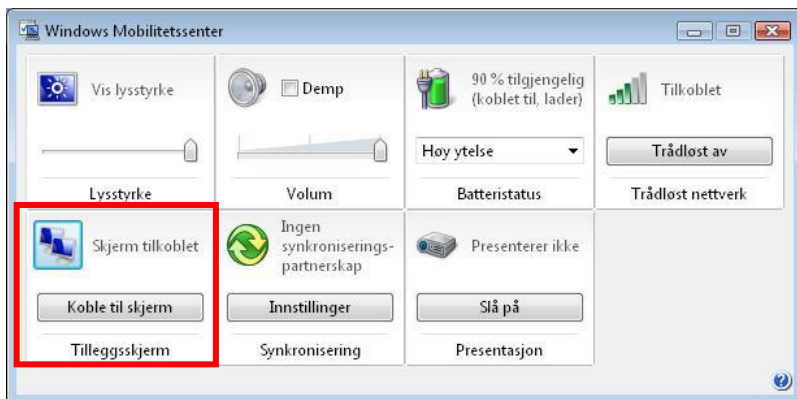 Windows Mobilitetssenter
Vis lysstyrke
Lysstyrke
Demp
Volum
90 % tilgjengelig
(koblet til, lader)
Høy ytelse
Batteristatus
Tilkoblet
Trådløst av
Trådløst nettverk
Skjerm tilkoblet
Koble til skjerm
Tilleggsskjerm
Ingen
synkroniserings-
partnerskap
Innstillinger
Synkronisering
Presenterer ikke
Slå på
Presentasjon